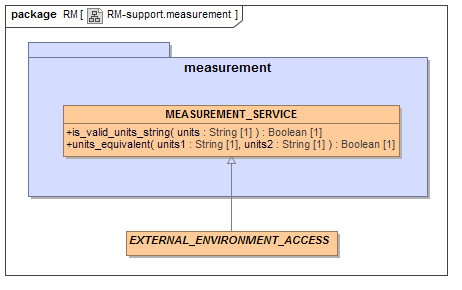 package RM [ RM-support.measurement ]
measurement
MEASUREMENT_SERVICE
+is_valid_units_string( units : String [1] ) : Boolean [1]
+units_equivalent( units1 : String [1], units2 : String [1] ) : Boolean [1]
EXTERNAL_ENVIRONMENT_ACCESS